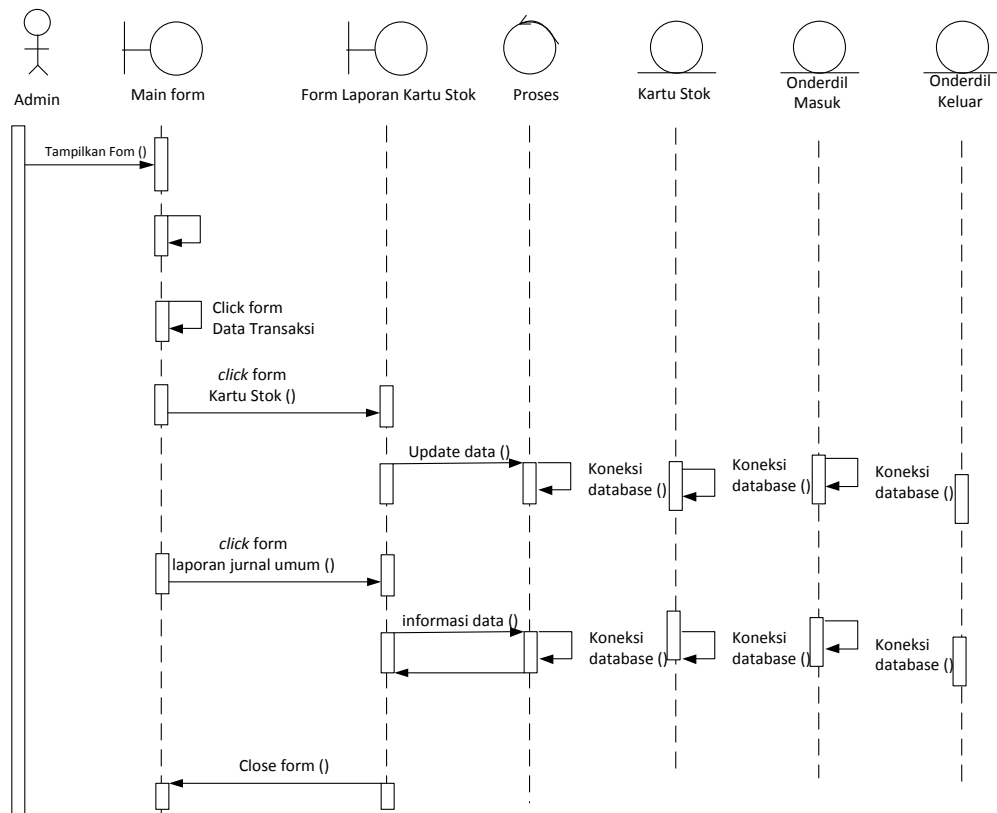 Admin
Main form
Form Laporan Kartu Stok
Proses
Kartu Stok
Onderdil
Masuk
Onderdil
Keluar
Tampilkan Fom ()
Click form
Data Transaksi
click form
Kartu Stok ()
Update data ()
Koneksi
database ()
Koneksi
database ()
Koneksi
database ()
click form
laporan jurnal umum ()
informasi data ()
Koneksi
database ()
Koneksi
database ()
Koneksi
database ()
Close form ()